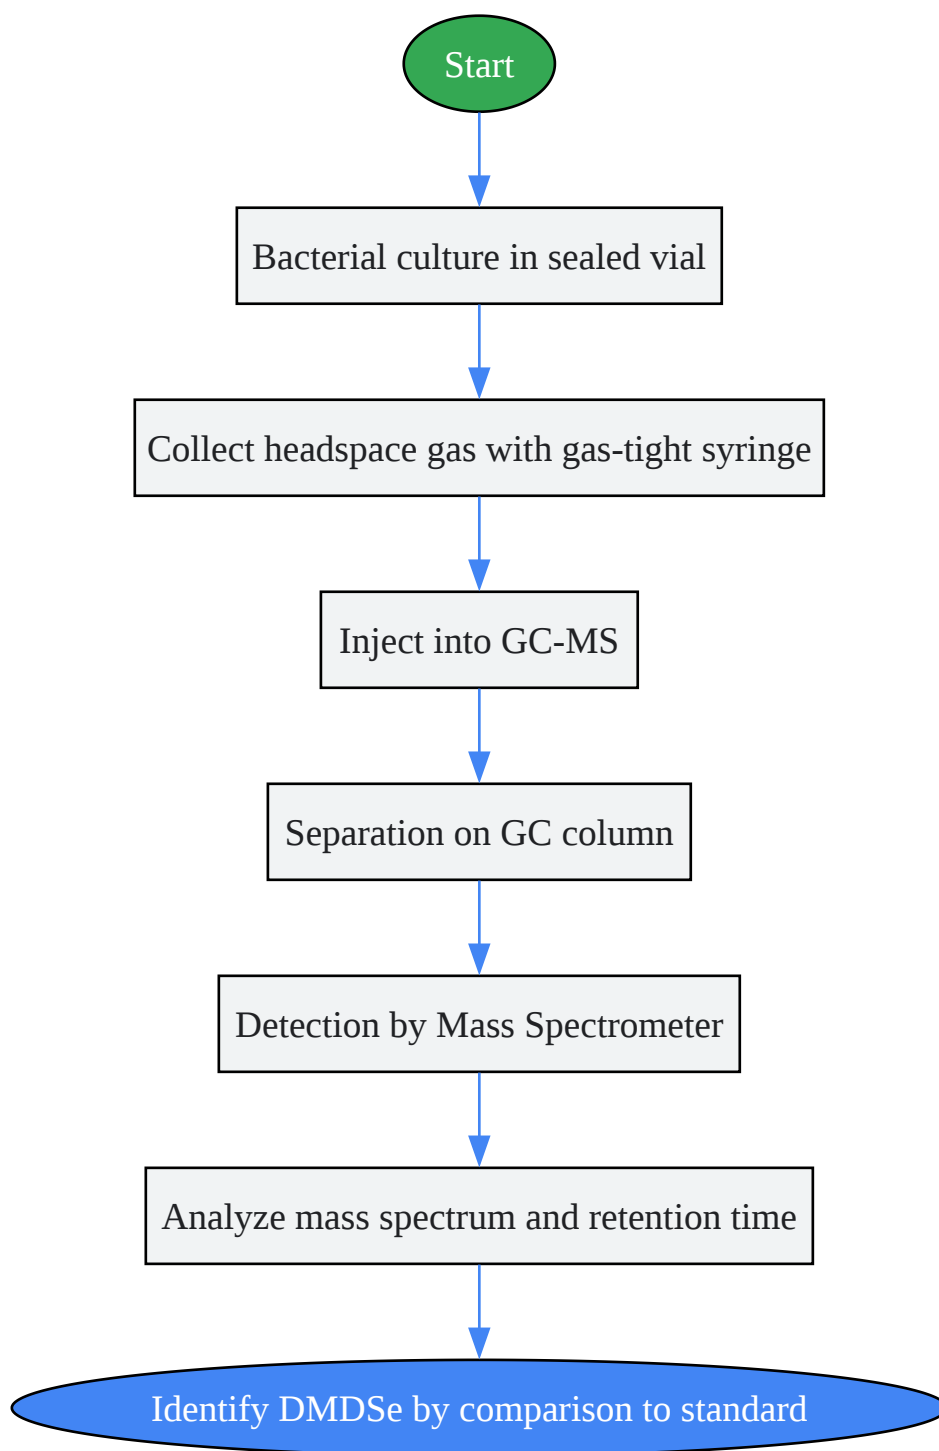 Start
Bacterial culture in sealed vial
Collect headspace gas with gas-tight syringe
Inject into GC-MS
Separation on GC column
Detection by Mass Spectrometer
Analyze mass spectrum and retention time
Identify DMDSe by comparison to standard